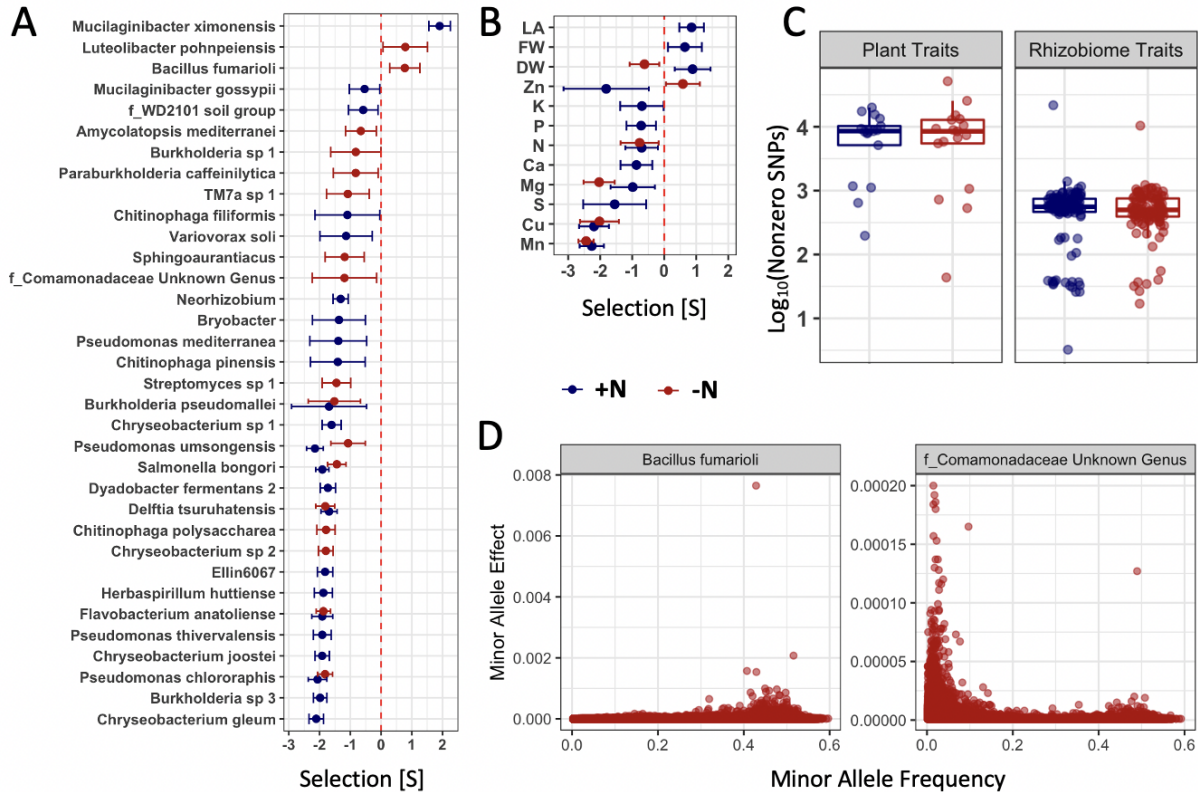 A
Mucilaginibacter ximonensis
Luteolibacter pohnpeiensis
Bacillus fumarioli
Mucilaginibacter gossypii
f_WD2101 soil group
Amycolatopsis mediterranei
Burkholderia sp 1
Paraburkholderia caffeinilytica
TM7a sp 1
Chitinophaga filiformis
Variovorax soli
Sphingoaurantiacus
f_Comamonadaceae Unknown Genus
Neorhizobium
Bryobacter
Pseudomonas mediterranea
Chitinophaga pinensis
Streptomyces sp 1
Burkholderia pseudomallei
Chryseobacterium sp 1
Pseudomonas umsongensis
Salmonella bongori
Dyadobacter fermentans 2
Delftia tsuruhatensis
Chitinophaga polysaccharea
Chryseobacterium sp 2
Ellin6067
Herbaspirillum huttiense
Flavobacterium anatoliense
Pseudomonas thivervalensis
Chryseobacterium joostei
Pseudomonas chlororaphis
Burkholderia sp 3
Chryseobacterium gleum
-3 -2 -1 0 1 2
Selection [S]
B
LA
FW
DW
Zn
K
P
N
Ca
Mg
S
Cu
Mn
-3 -2 -1 0 1 2
Selection [S]
+N -N
C
Plant Traits Rhizobiome Traits
Log10(Nonzero SNPs)
4
3
2
1
D
Bacillus fumarioli
Minor Allele Effect
0.008
0.006
0.004
0.002
0.000
0.0 0.2 0.4 0.6
f_Comamonadaceae Unknown Genus
0.00020
0.00015
0.00010
0.00005
0.00000
0.0 0.2 0.4 0.6
Minor Allele Frequency